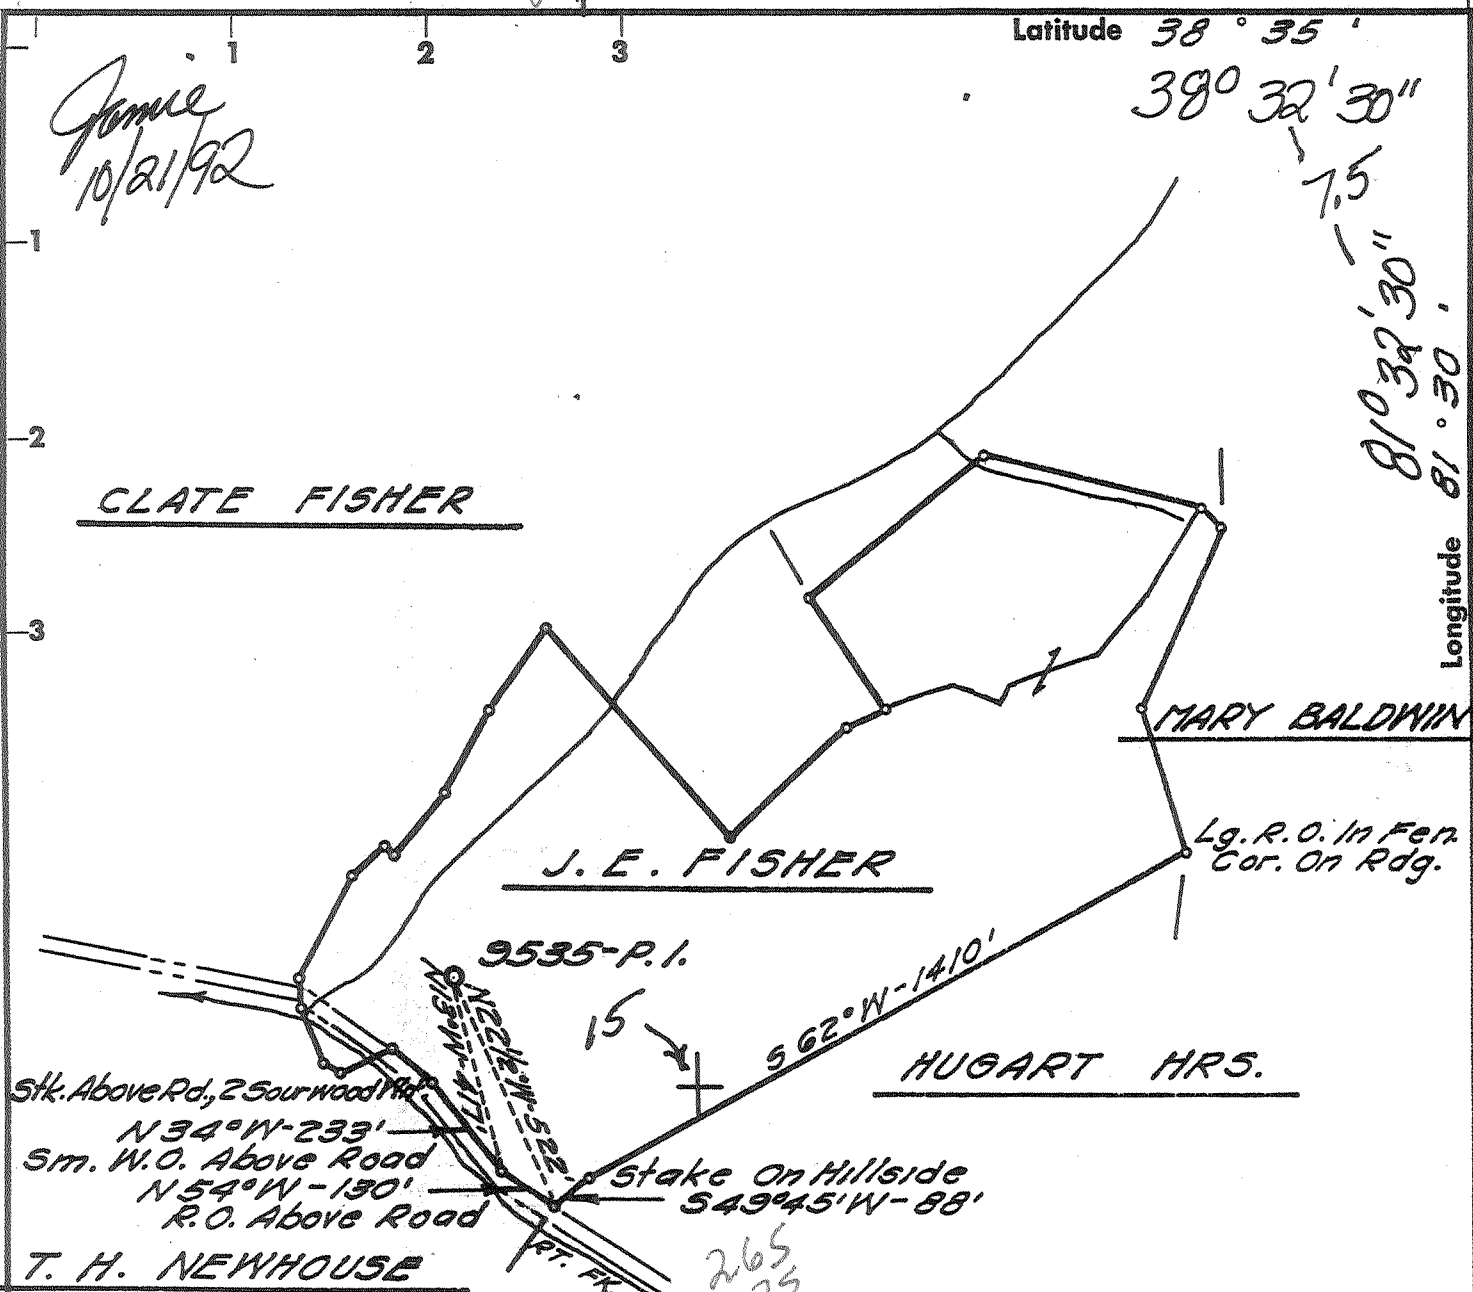 Latitude 38° 35'
1 2 3
38° 32' 30"
Jamie
10/21/92
7.5
81° 32' 30"
Longitude 81° 30'
1
2
3
CLATE FISHER
MARY BALDWIN
Lg. R.O. In Fen.
Cor. On Rdg.
J. E. FISHER
9535-P.I.
N13°W-417'
N22½°W-522'
15
S 62° W-1410'
HUGART HRS.
Stk. Above Rd., 2 Sourwood
N 34° W-233'
Sm. W.O. Above Road
N 54° W-130'
R.O. Above Road
Stake On Hillside
S 49°45' W-88'
T. H. NEWHOUSE
RT. FK.
2.65